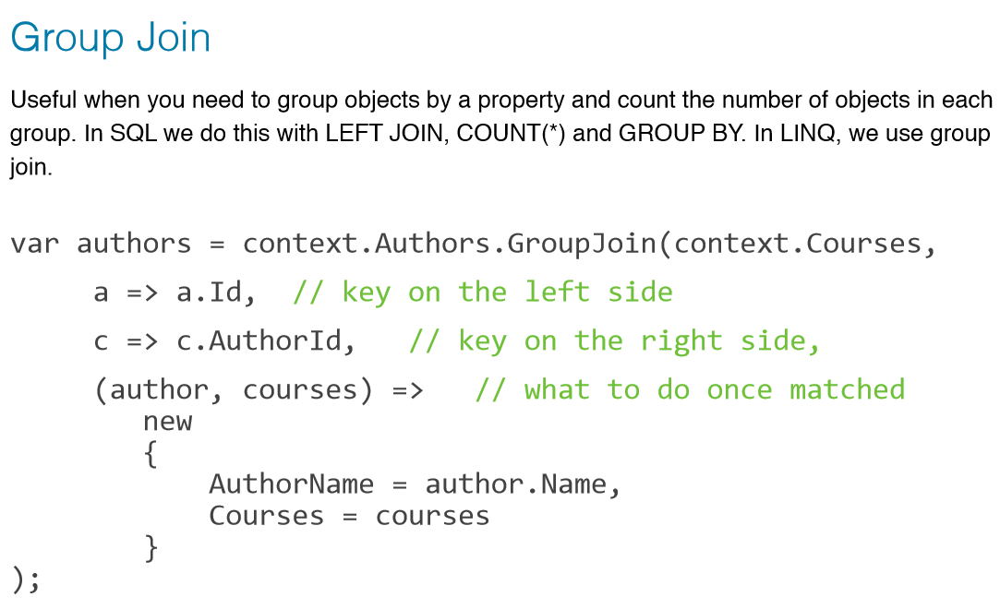 Group Join
Useful when you need to group objects by a property and count the number of objects in each
group. In SQL we do this with LEFT JOIN, COUNT(*) and GROUP BY. In LINQ, we use group
join.
var authors = context.Authors.GroupJoin(context.Courses,
a => a.Id,  // key on the left side
c => c.AuthorId,   // key on the right side,
(author, courses) =>   // what to do once matched
new
{
AuthorName = author.Name,
Courses = courses
}
);